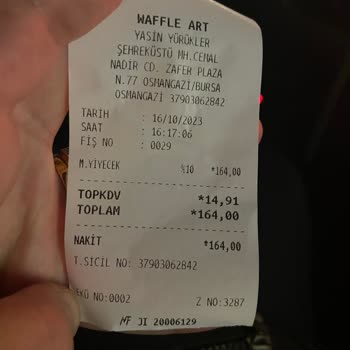 WAFFLE ART
YASİN YÖRÜKLER
ŞEHREKÜSTÜ MH.CEMAL
NADİR CD. ZAFER PLAZA
N.77 OSMANGAZİ/BURSA
OSMANGAZİ 37903062842
TARİH : 16/10/2023
SAAT : 16:17:06
FİŞ NO : 0029
M.YİYECEK %10 *164,00
TOPKDV *14,91
TOPLAM *164,00
NAKİT *164,00
T.SİCİL NO: 37903062842
EKÜ NO:0002 Z NO:3287
MF JI 20006129